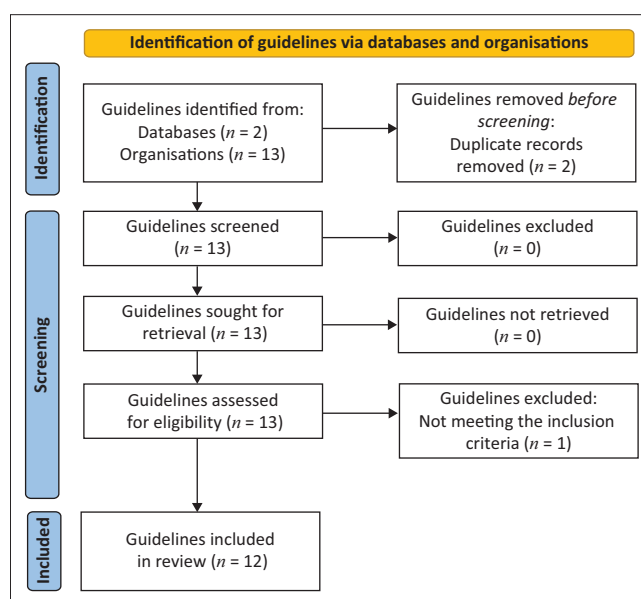 Identification of guidelines via databases and organisations
Identification
Guidelines identified from:
Databases (n = 2)
Organisations (n = 13)
Guidelines removed before
screening:
Duplicate records
removed (n = 2)
Screening
Guidelines screened
(n = 13)
Guidelines excluded
(n = 0)
Guidelines sought for
retrieval (n = 13)
Guidelines not retrieved
(n = 0)
Guidelines assessed
for eligibility (n = 13)
Guidelines excluded:
Not meeting the inclusion
criteria (n = 1)
Included
Guidelines included
in review (n = 12)